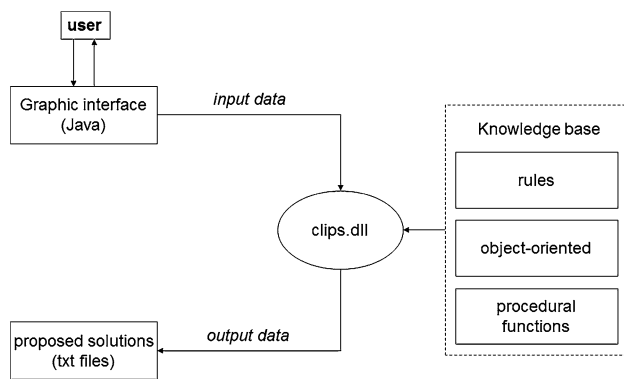 user
Graphic interface
(Java)
input data
Knowledge base
rules
clips.dll
object-oriented
procedural
functions
proposed solutions
(txt files)
output data